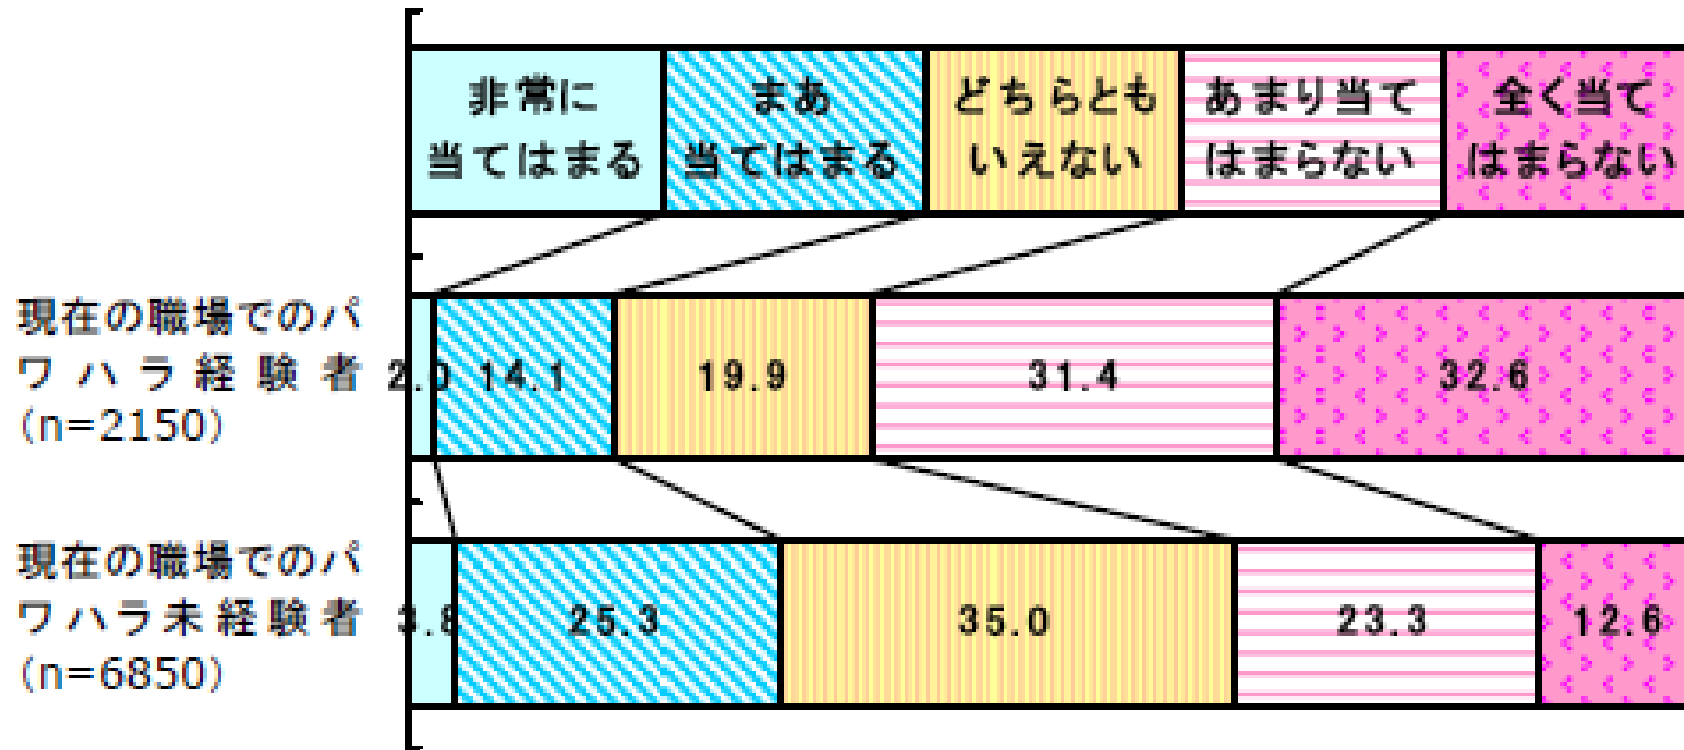 非常に
当てはまる
まあ
当てはまる
どちらとも
いえない
あまり当て
はまらない
全く当て
はまらない
現在の職場でのパ
ワハラ経験者
(n=2150)
2.0 14.1 19.9 31.4 32.6
現在の職場でのパ
ワハラ未経験者
(n=6850)
3.8 25.3 35.0 23.3 12.6